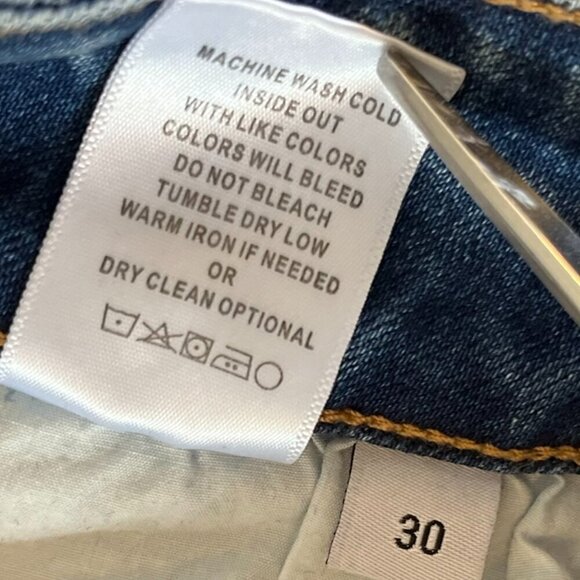 MACHINE WASH COLD
INSIDE OUT
WITH LIKE COLORS
COLORS WILL BLEED
DO NOT BLEACH
TUMBLE DRY LOW
WARM IRON IF NEEDED
OR
DRY CLEAN OPTIONAL
30